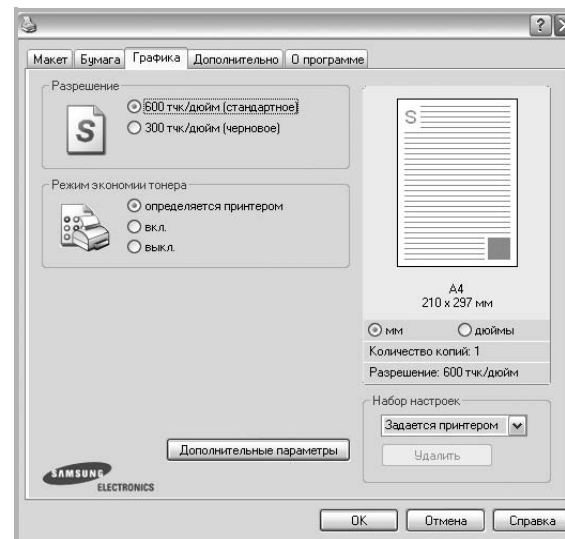 Макет Бумага Графика Дополнительно О программе
Разрешение
S
600 тчк/дюйм (стандартное)
300 тчк/дюйм (черновое)
Режим экономии тонера
определяется принтером
вкл.
выкл.
S
A4
210 x 297 мм
мм дюймы
Количество копий: 1
Разрешение: 600 тчк/дюйм
Набор настроек
Задается принтером
Удалить
Дополнительные параметры
SAMSUNG
ELECTRONICS
OK Отмена Справка